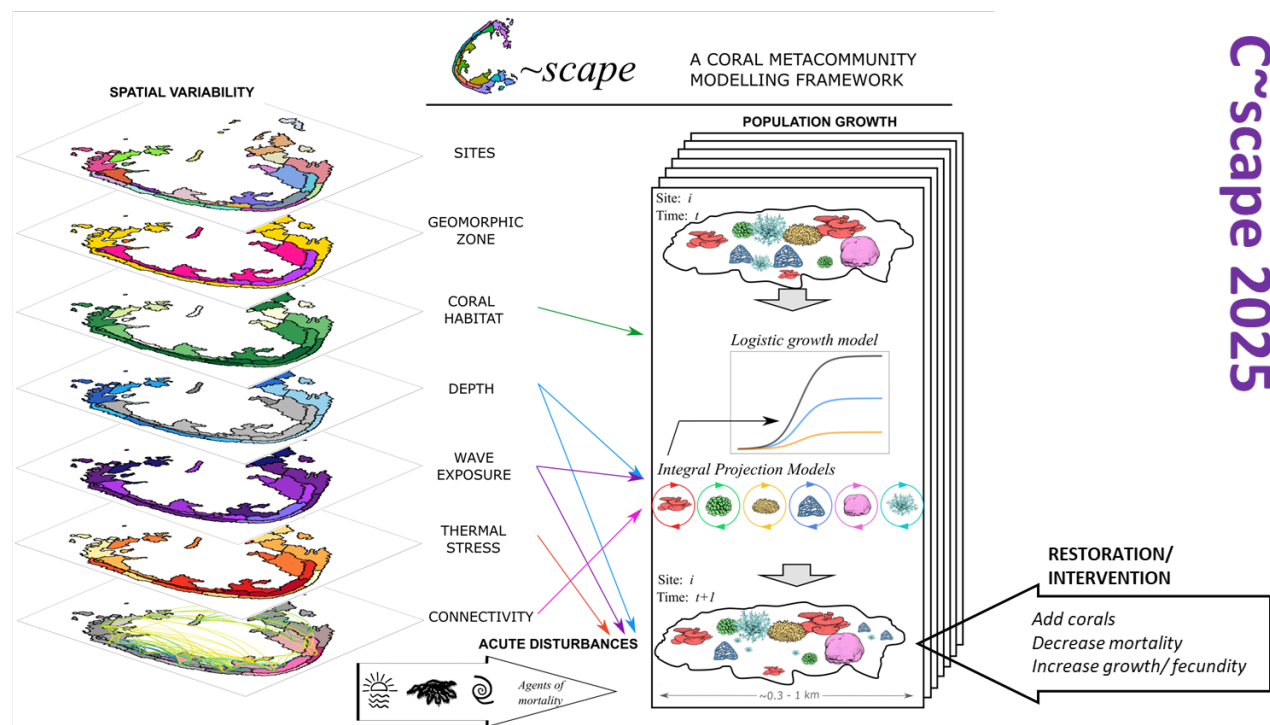 ~scape
A CORAL METACOMMUNITY
MODELLING FRAMEWORK
C~scape 2025
SPATIAL VARIABILITY
SITES
GEOMORPHIC
ZONE
CORAL
HABITAT
DEPTH
WAVE
EXPOSURE
THERMAL
STRESS
CONNECTIVITY
ACUTE DISTURBANCES
Agents of
mortality
POPULATION GROWTH
Site: i
Time: t
Logistic growth model
Integral Projection Models
Site: i
Time: t+1
~0.3 - 1 km
RESTORATION/
INTERVENTION
Add corals
Decrease mortality
Increase growth/ fecundity